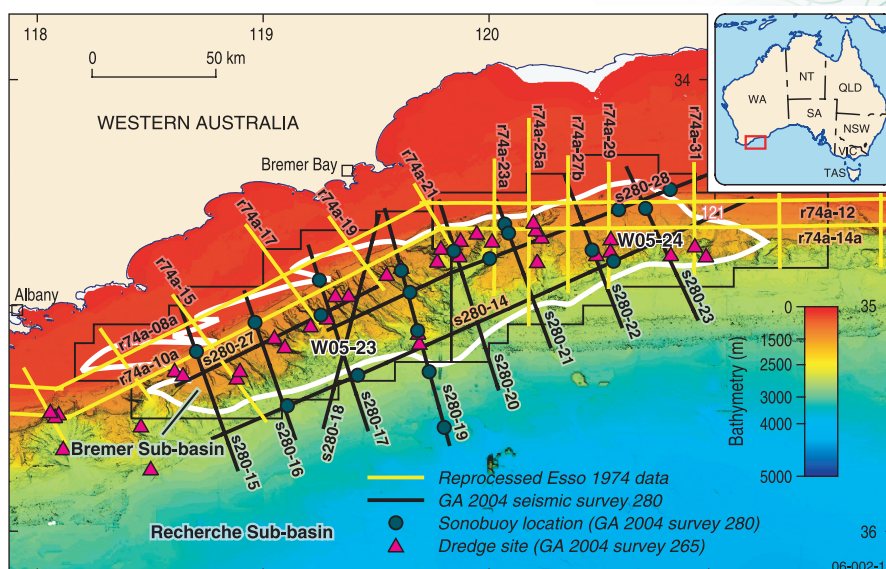 118
119
120
0
50 km
34
WESTERN AUSTRALIA
Bremer Bay
Albany
NT
WA
QLD
SA
NSW
VIC
TAS
r74a-15
r74a-17
r74a-19
r74a-21
r74a-23a
r74a-25a
r74a-27b
r74a-29
r74a-31
s280-28
121
r74a-12
r74a-14a
W05-24
r74a-08a
r74a-10a
s280-27
W05-23
s280-14
s280-15
s280-16
s280-18
s280-17
s280-19
s280-20
s280-21
s280-22
s280-23
Bremer Sub-basin
Recherche Sub-basin
35
Bathymetry (m)
0
1500
2500
3000
4000
5000
Reprocessed Esso 1974 data
GA 2004 seismic survey 280
Sonobuoy location (GA 2004 survey 280)
Dredge site (GA 2004 survey 265)
36